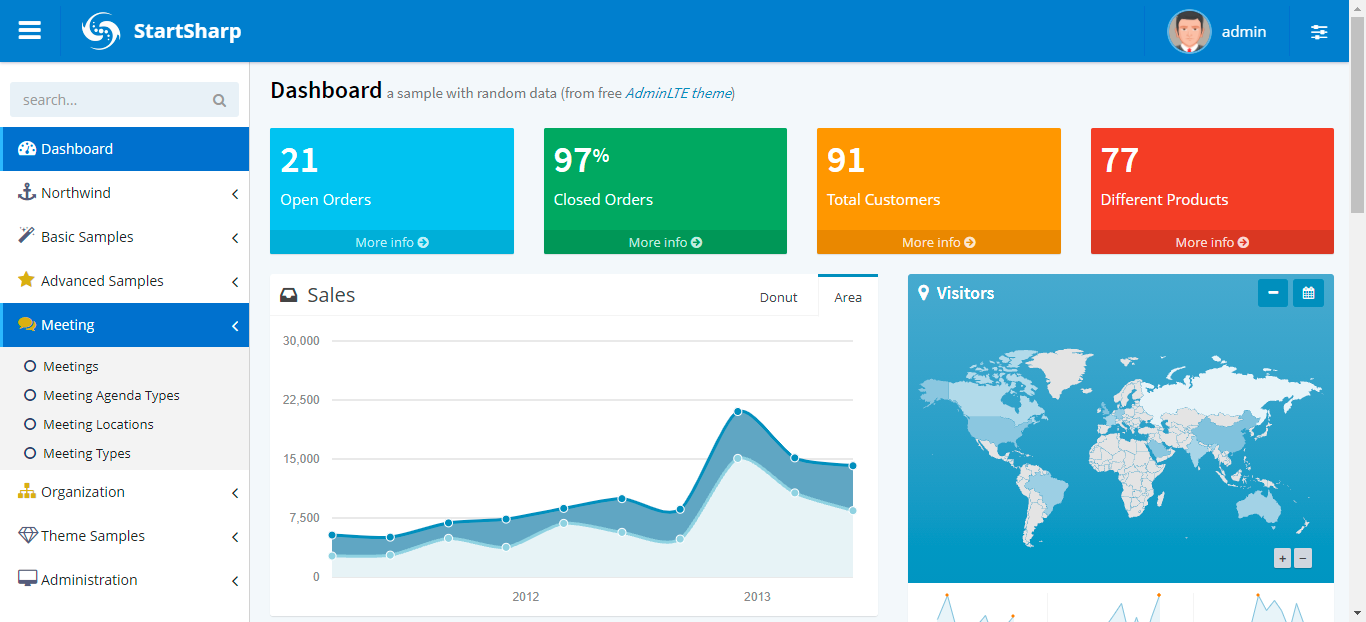 StartSharp
admin
search...
Dashboard
Northwind
Basic Samples
Advanced Samples
Meeting
Meetings
Meeting Agenda Types
Meeting Locations
Meeting Types
Organization
Theme Samples
Administration
Dashboard a sample with random data (from free AdminLTE theme)
21
Open Orders
More info
97%
Closed Orders
More info
91
Total Customers
More info
77
Different Products
More info
Sales
Donut
Area
30,000
22,500
15,000
7,500
0
2012
2013
Visitors
+
−